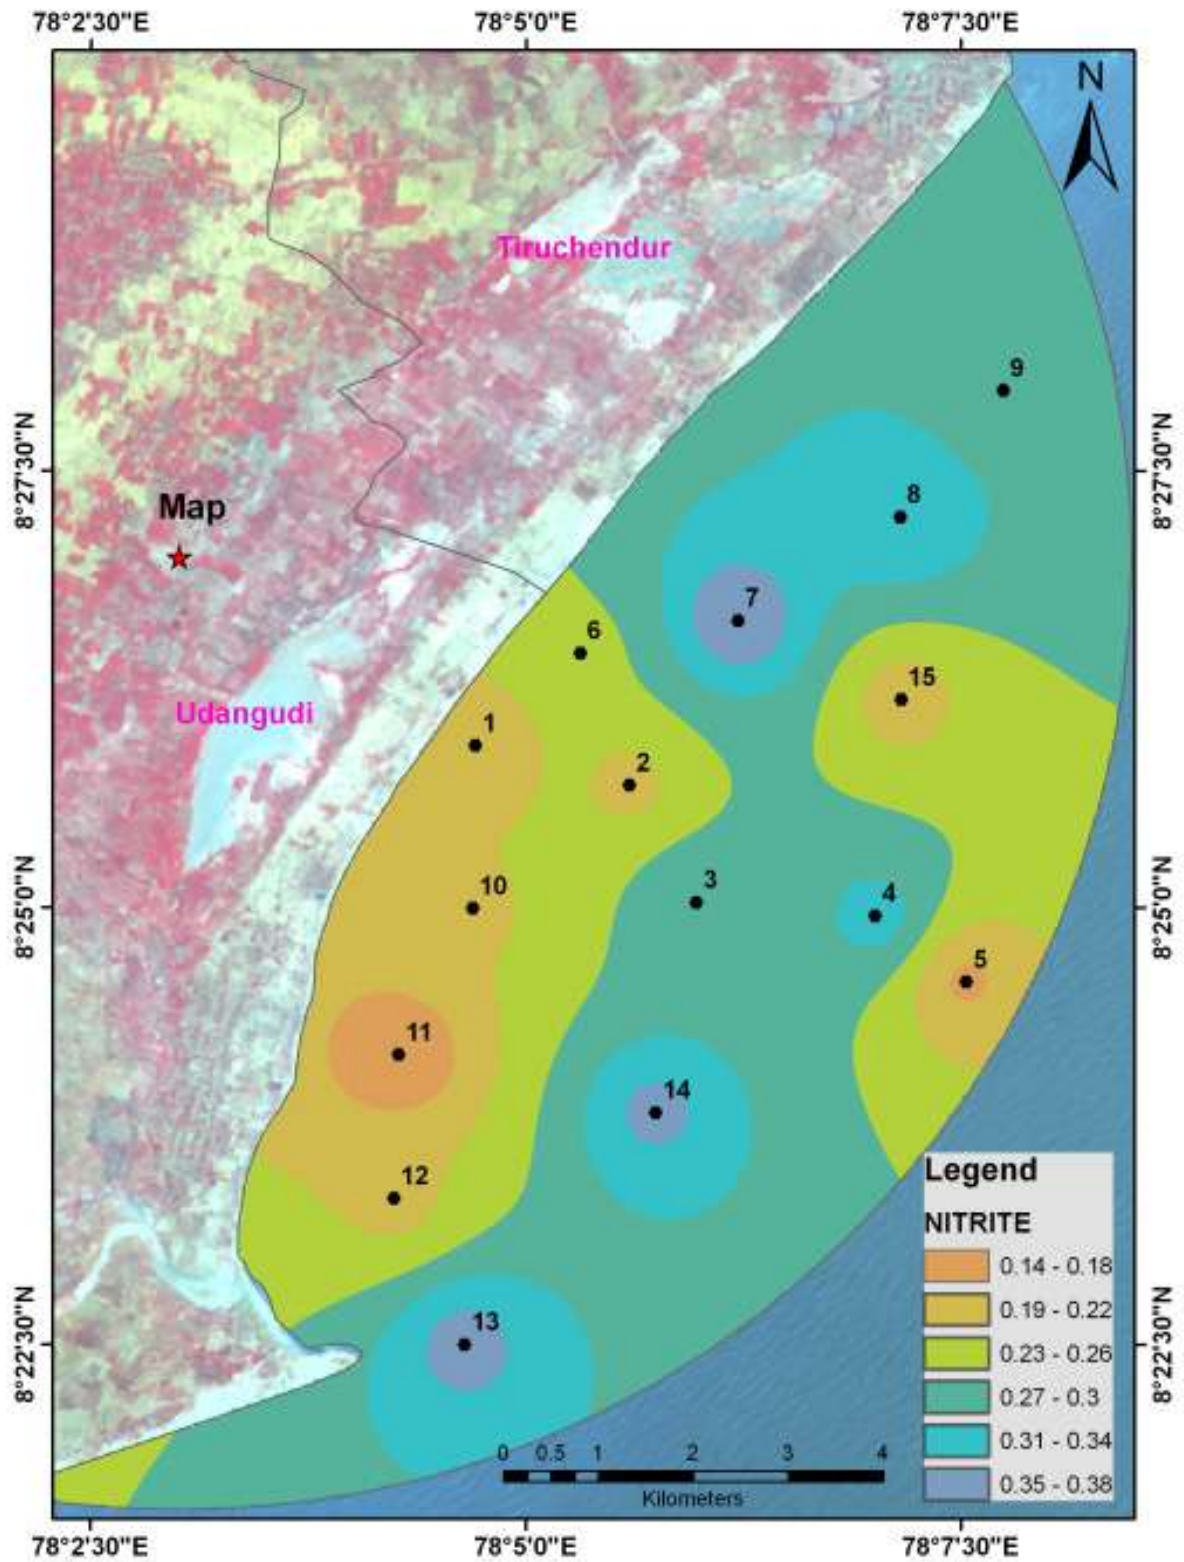 78°2'30"E 78°5'0"E 78°7'30"E
N
Tiruchendur
9
8°27'30"N 8°27'30"N
Map
8
7
6
15
Udangudi
1
2
10
3
4
8°25'0"N 8°25'0"N
5
11
14
12
Legend
NITRITE
0.14 - 0.18
0.19 - 0.22
0.23 - 0.26
0.27 - 0.3
0.31 - 0.34
0.35 - 0.38
13
8°22'30"N 8°22'30"N
0 0.5 1 2 3 4
Kilometers
78°2'30"E 78°5'0"E 78°7'30"E